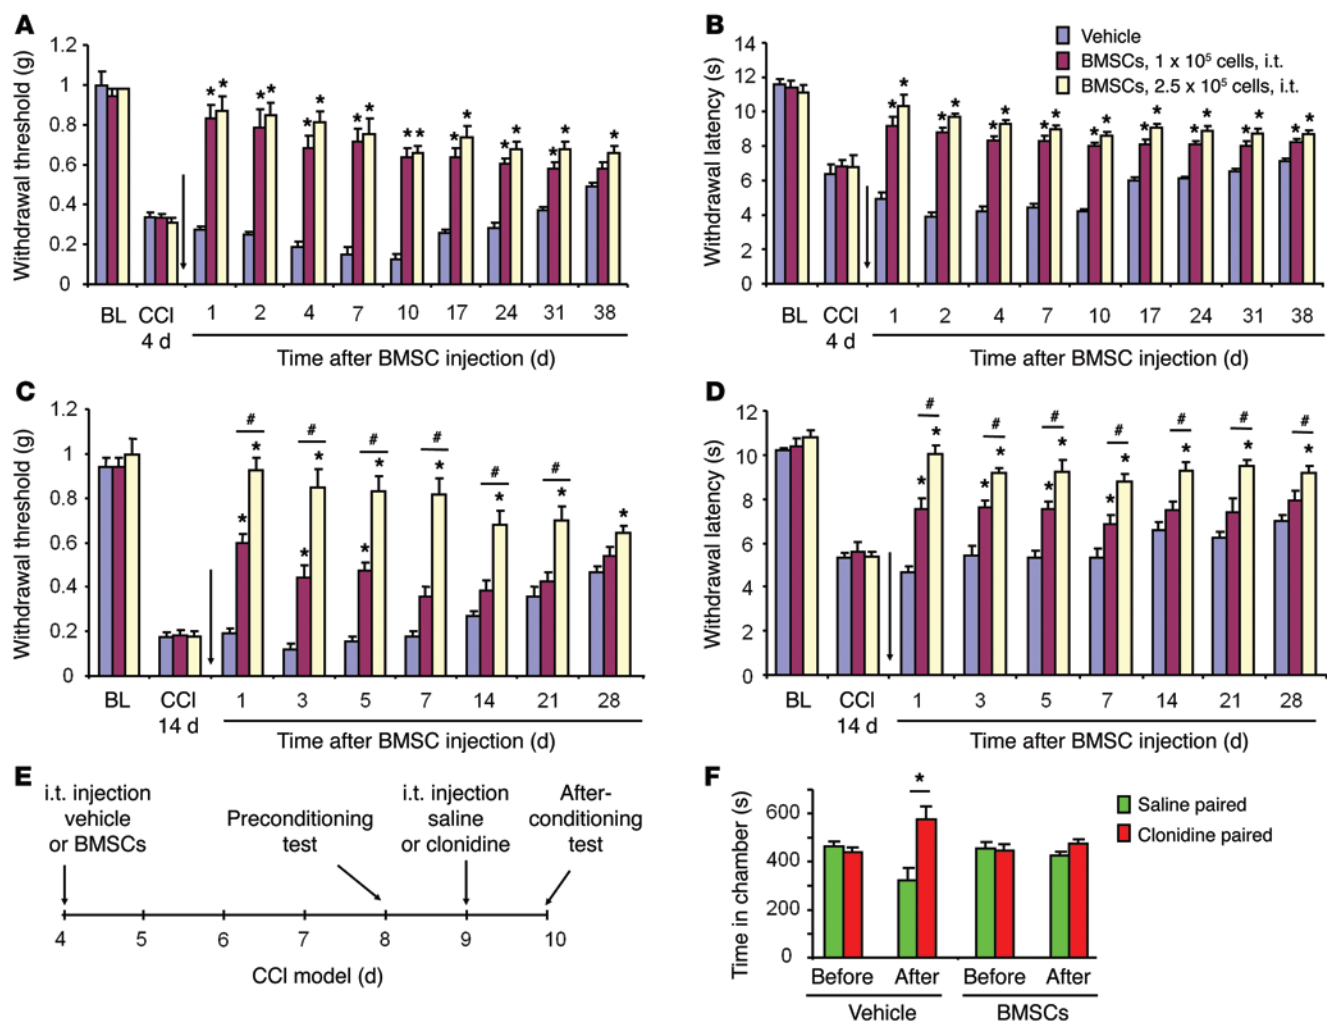 A
Withdrawal threshold (g)
1.2
1
0.8
0.6
0.4
0.2
0
* * * * * * * * ** * * * * * * *
BL CCI 1 2 4 7 10 17 24 31 38
4 d
Time after BMSC injection (d)
B
Withdrawal latency (s)
14
12
10
8
6
4
2
0
Vehicle
BMSCs, 1 x 10⁵ cells, i.t.
BMSCs, 2.5 x 10⁵ cells, i.t.
* * * * * * * * * * * * * * * * * *
BL CCI 1 2 4 7 10 17 24 31 38
4 d
Time after BMSC injection (d)
C
Withdrawal threshold (g)
1.2
1
0.8
0.6
0.4
0.2
0
# # # # # #
* * * * * * * * * *
BL CCI 1 3 5 7 14 21 28
14 d
Time after BMSC injection (d)
D
Withdrawal latency (s)
12
10
8
6
4
2
0
# # # # # # #
* * * * * * * * * * *
BL CCI 1 3 5 7 14 21 28
14 d
Time after BMSC injection (d)
E
i.t. injection
vehicle
or BMSCs
Preconditioning
test
i.t. injection
saline
or clonidine
After-
conditioning
test
4 5 6 7 8 9 10
CCI model (d)
F
Time in chamber (s)
600
400
200
0
*
Saline paired
Clonidine paired
Before After Before After
Vehicle BMSCs